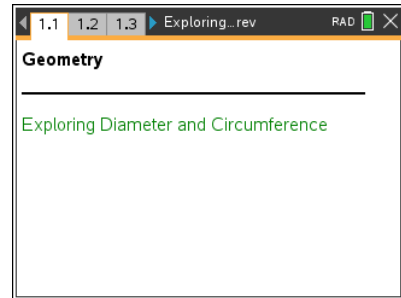 1.1 1.2 1.3 Exploring...rev RAD
Geometry
Exploring Diameter and Circumference